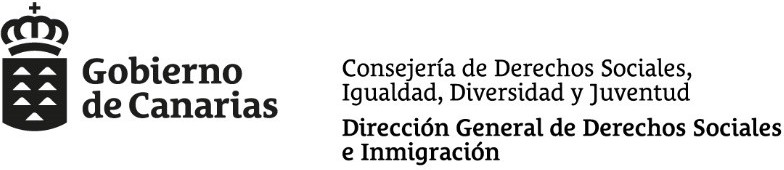 Gobierno
de Canarias
Consejería de Derechos Sociales,
Igualdad, Diversidad y Juventud
Dirección General de Derechos Sociales
e Inmigración